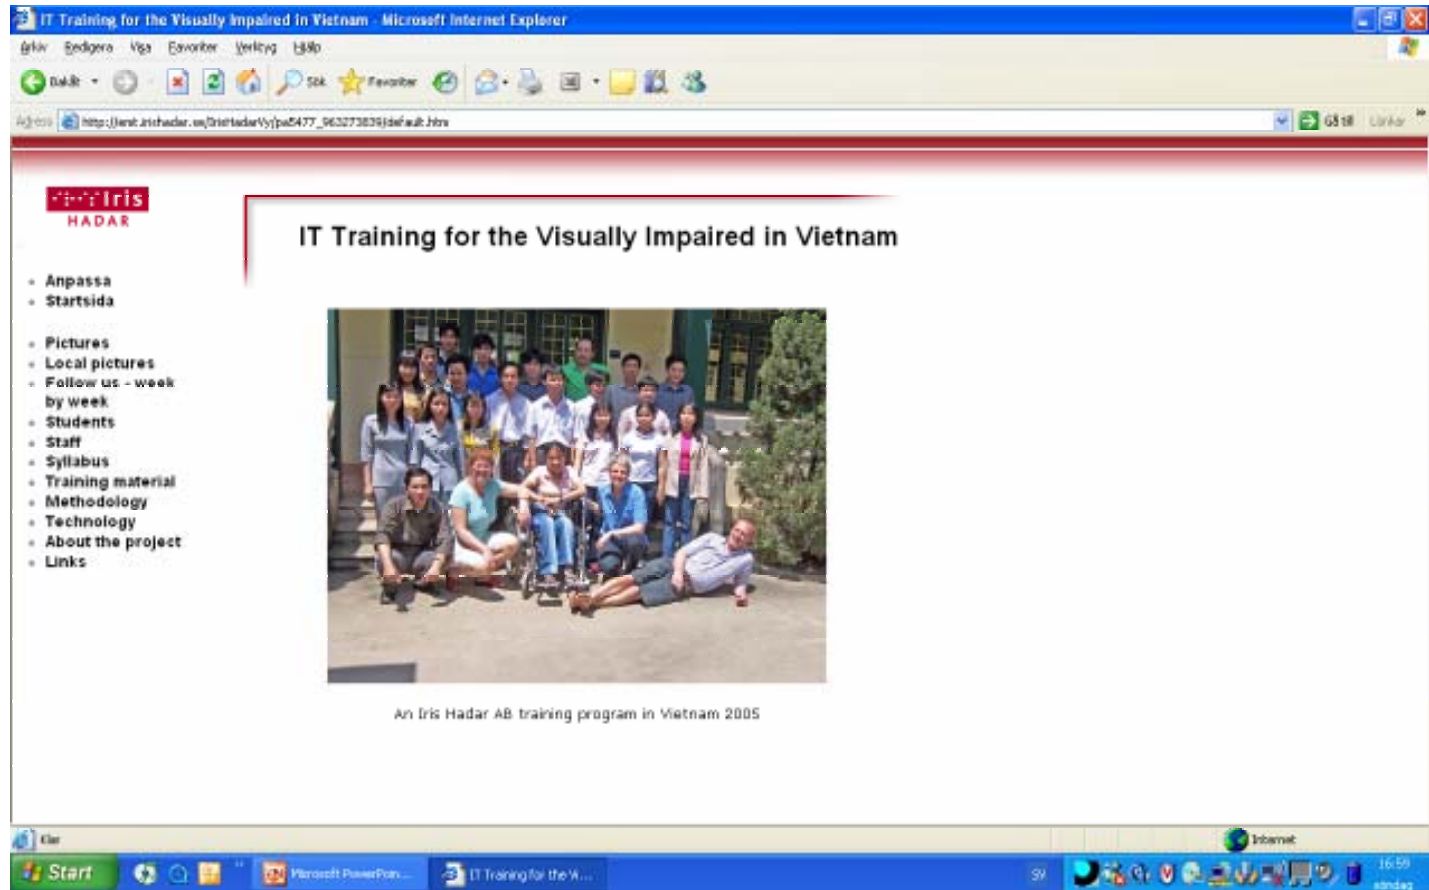 IT Training for the Visually Impaired in Vietnam - Microsoft Internet Explorer
Arkiv Redigera Visa Favoriter Verktyg Hjälp
Bakåt Sök Favoriter
Adress Gå till Länkar
Iris
HADAR
IT Training for the Visually Impaired in Vietnam
Anpassa
Startsida
Pictures
Local pictures
Follow us - week
by week
Students
Staff
Syllabus
Training material
Methodology
Technology
About the project
Links
An Iris Hadar AB training program in Vietnam 2005
Klar Internet
Start Microsoft PowerPoin... IT Training for the V... SV 16:59
söndag